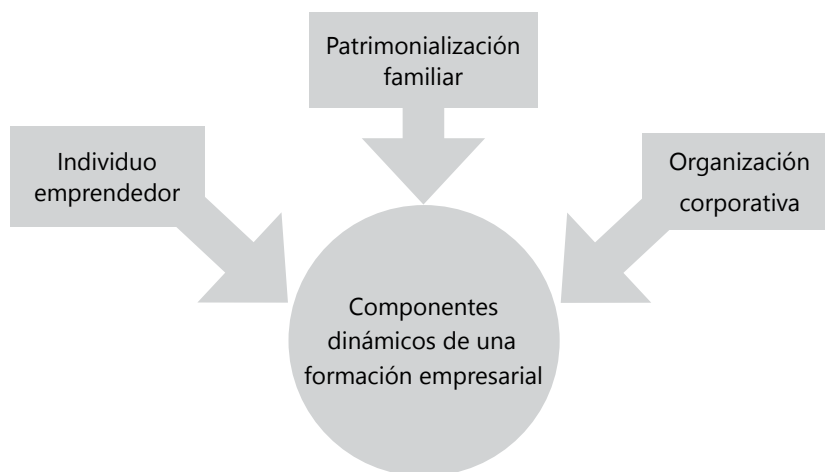 Patrimonialización
familiar
Individuo
emprendedor
Organización
corporativa
Componentes
dinámicos de una
formación empresarial